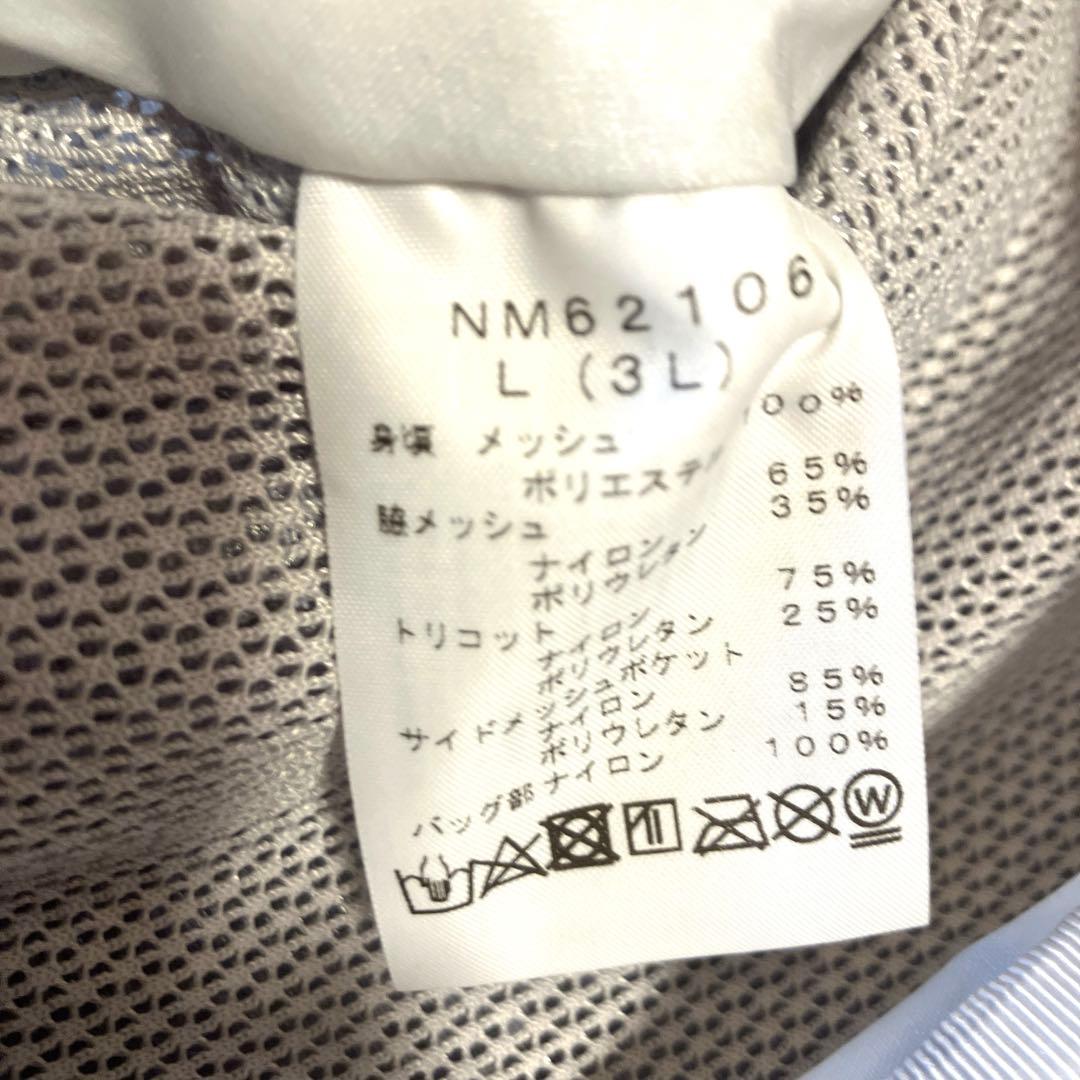 NM62106
L (3L)
身頃 メッシュ
ポリエステル 100%
脇メッシュ
ナイロン 65%
ポリウレタン 35%
トリコット
ナイロン 75%
ポリウレタン 25%
サイドメッシュポケット
ナイロン 85%
ポリウレタン 15%
バッグ部 ナイロン 100%
W